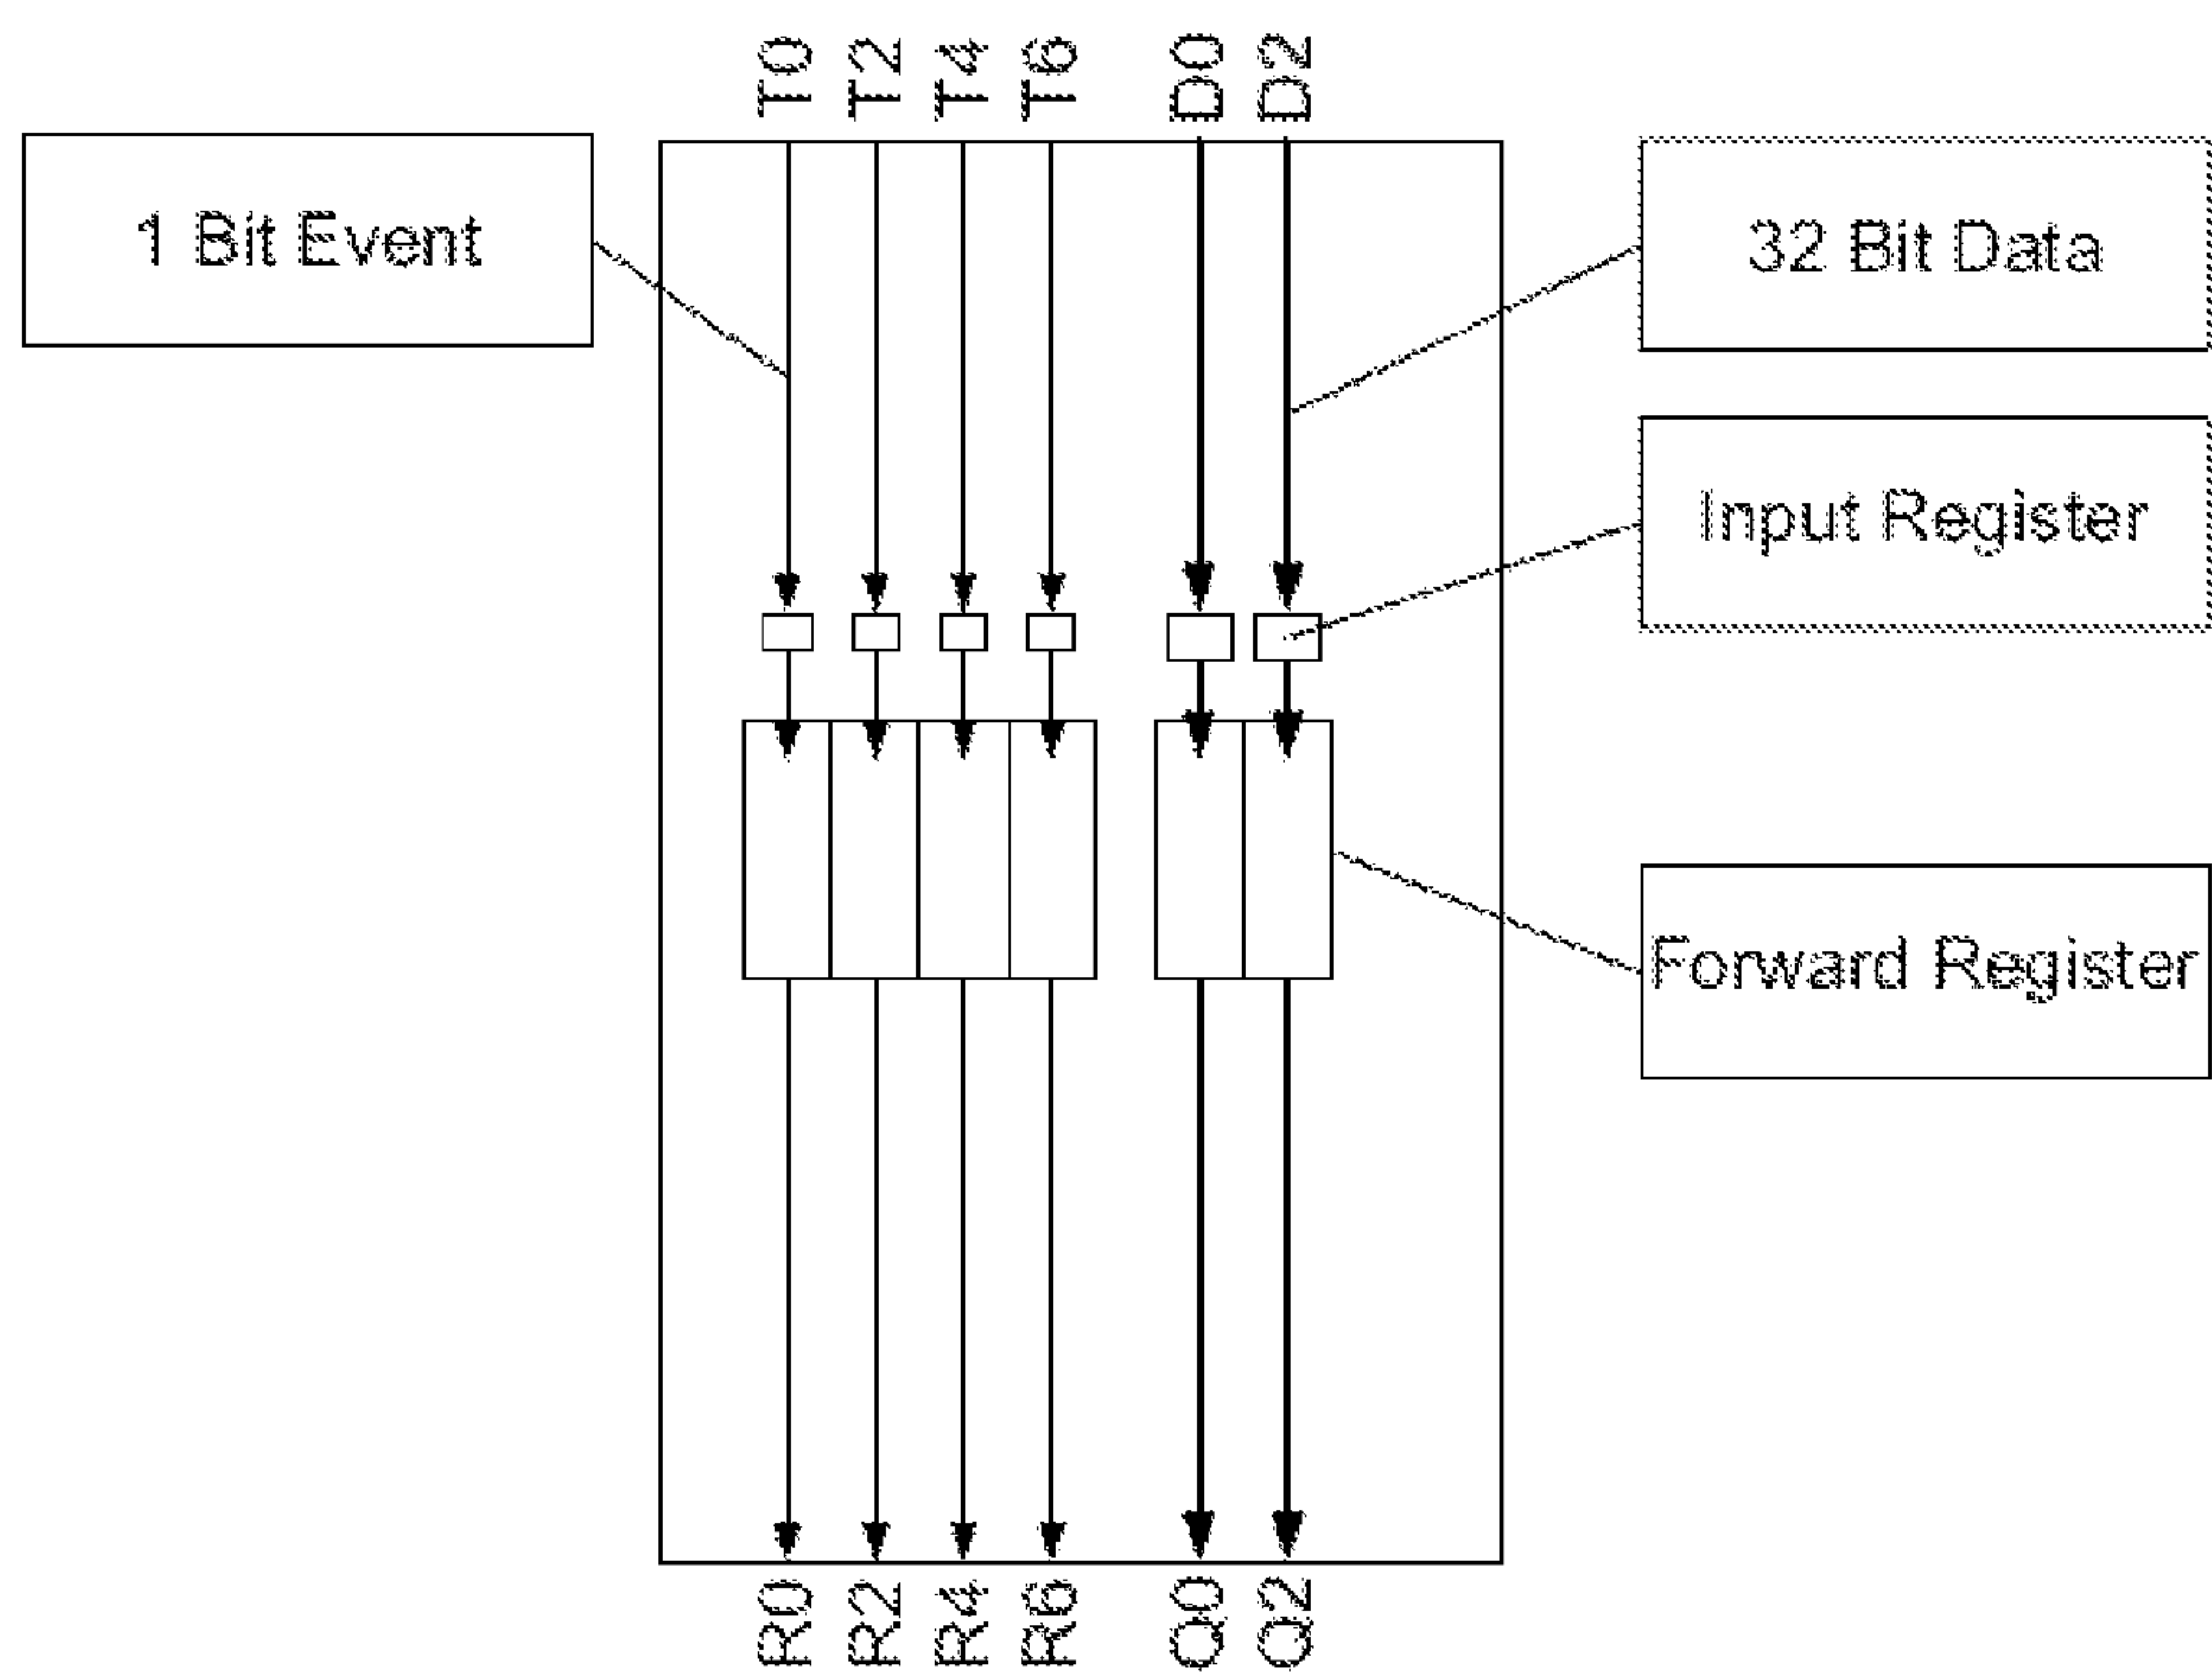 T0 T2 T4 T6 D0 D2
1 Bit Event
32 Bit Data
Input Register
Forward Register
R0 R2 R4 R6 Q0 Q2